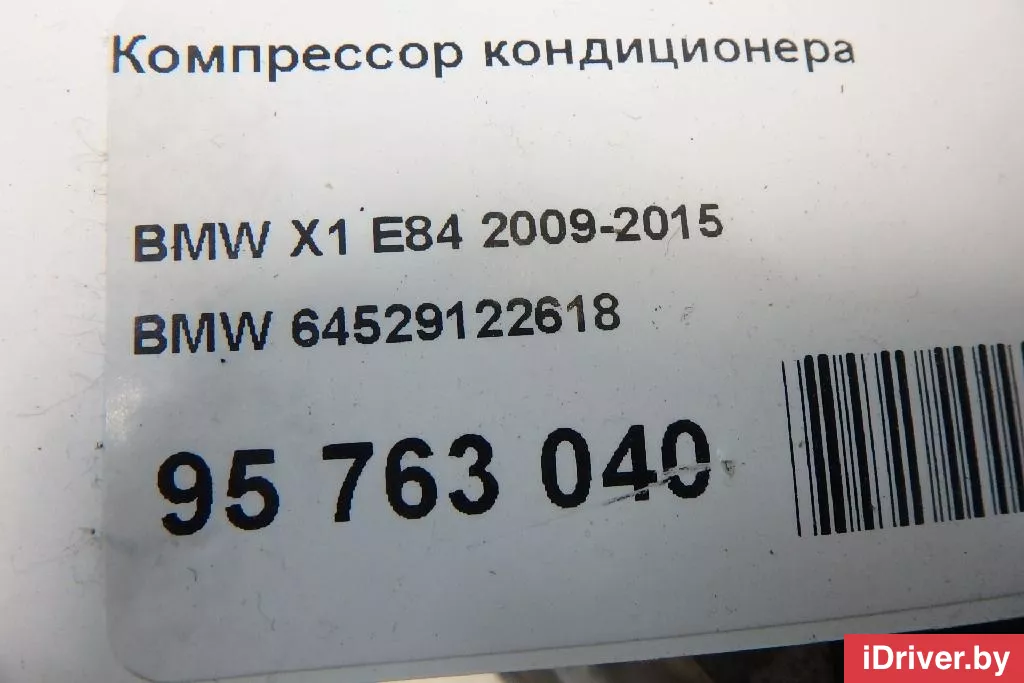 Компрессор кондиционера
BMW X1 E84 2009-2015
BMW 64529122618
95 763 040
iDriver.by